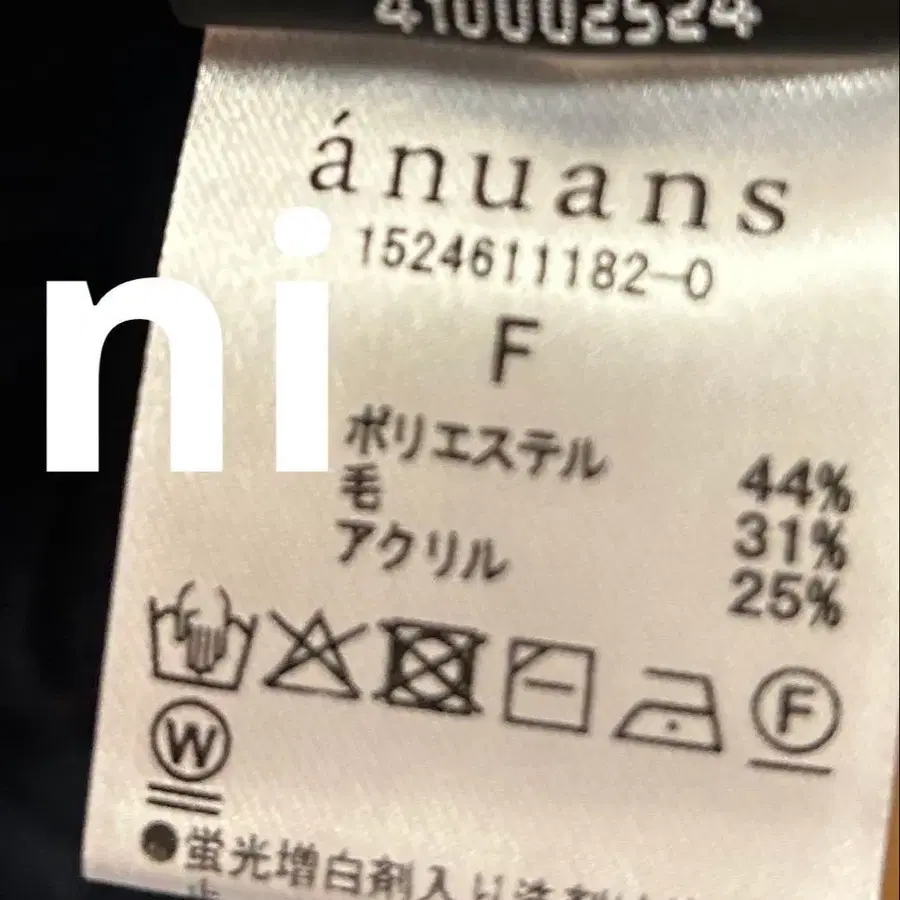 410002524
ánuans
1524611182-0
ni
F
ポリエステル 44%
毛 31%
アクリル 25%
F
W
●蛍光増白剤入り洗剤